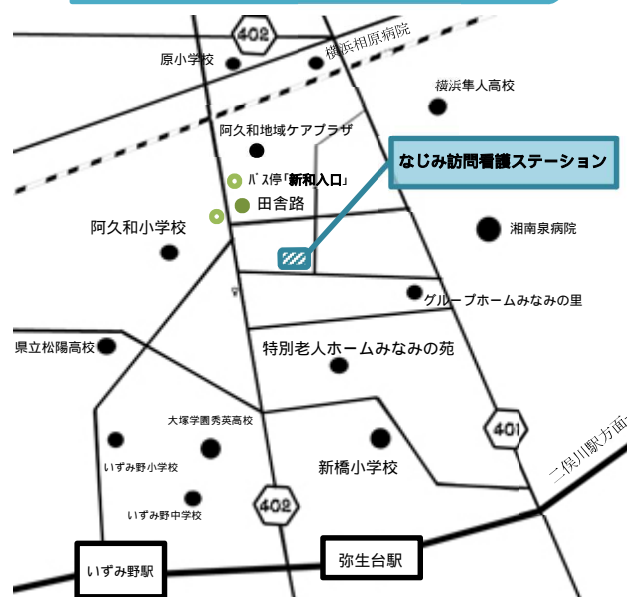 402
横浜相原病院
原小学校
横浜隼人高校
阿久和地域ケアプラザ
なじみ訪問看護ステーション
バス停「新和入口」
田舎路
阿久和小学校
湘南泉病院
グループホームみなみの里
県立松陽高校
特別老人ホームみなみの苑
大塚学園秀英高校
401
二俣川駅方面
いずみ野小学校
新橋小学校
いずみ野中学校
402
弥生台駅
いずみ野駅